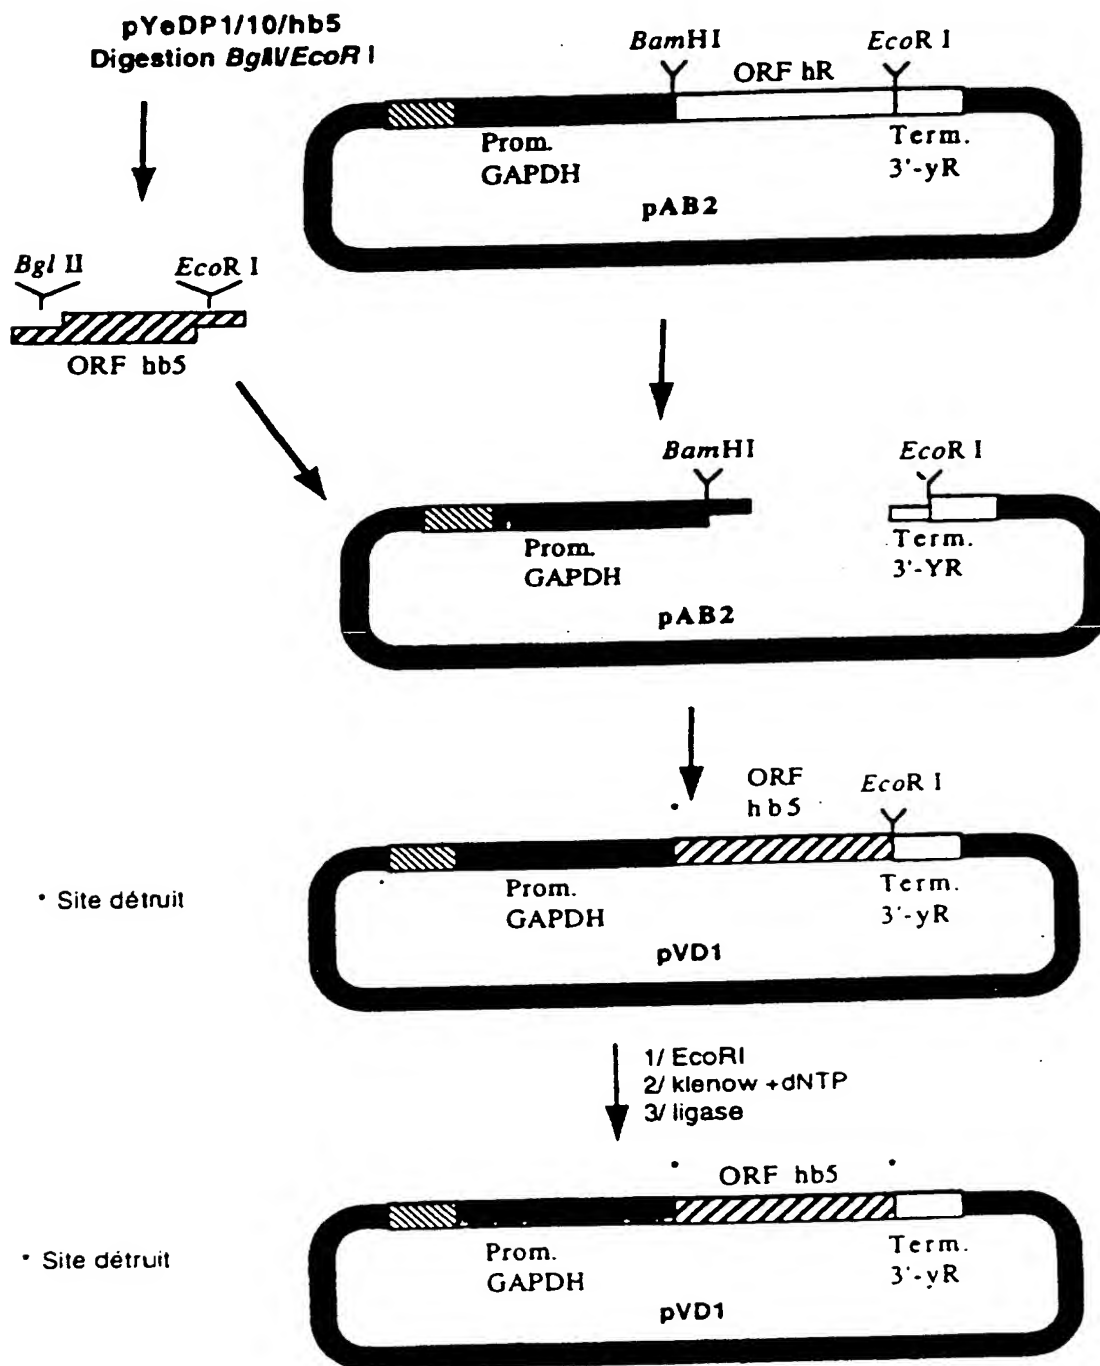 pYeDP1/10/hb5
Digestion BglII/EcoR I
BamHI
EcoR I
ORF hR
Prom.
GAPDH
Term.
3'-yR
pAB2
Bgl II
EcoR I
ORF hb5
BamHI
EcoR I
Prom.
GAPDH
Term.
3'-YR
pAB2
ORF
hb5
EcoR I
• Site détruit
Prom.
GAPDH
Term.
3'-yR
pVD1
1/ EcoRI
2/ klenow +dNTP
3/ ligase
ORF hb5
• Site détruit
Prom.
GAPDH
Term.
3'-yR
pVD1